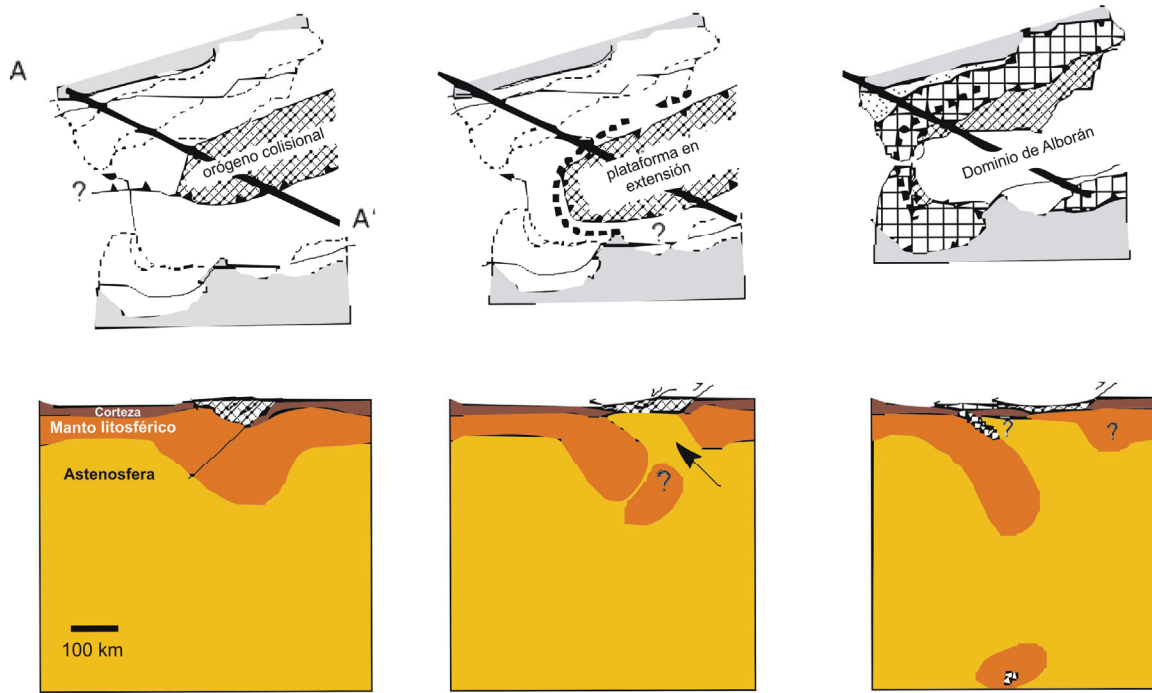 A
orógeno colisional
?
A'
plataforma en
extensión
?
Dominio de Alborán
Corteza
Manto litosférico
Astenosfera
100 km
?
?
?